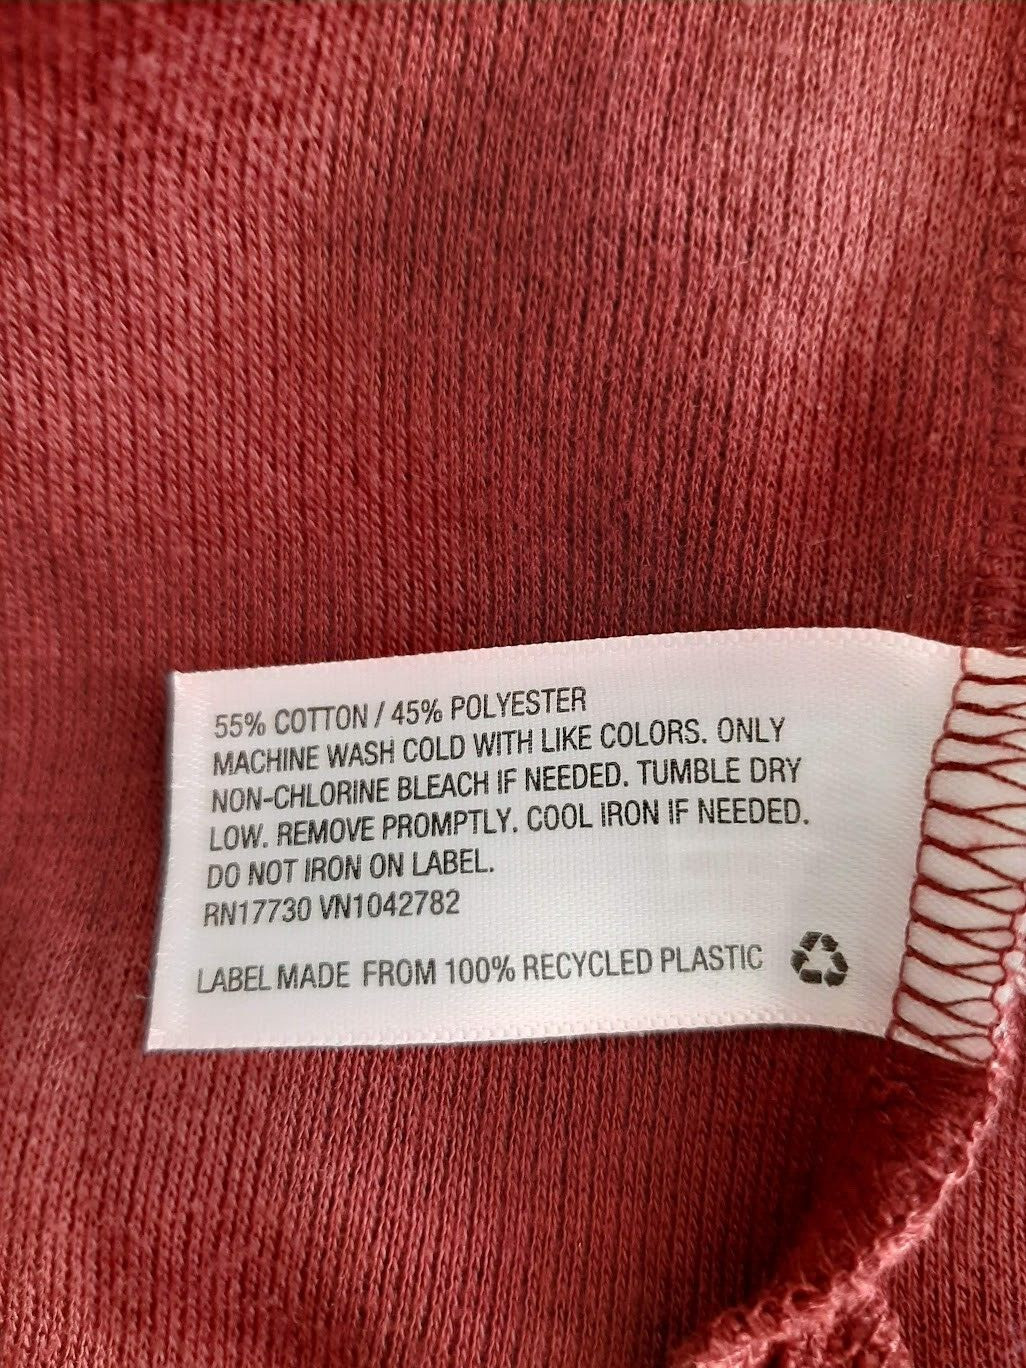 55% COTTON / 45% POLYESTER
MACHINE WASH COLD WITH LIKE COLORS. ONLY
NON-CHLORINE BLEACH IF NEEDED. TUMBLE DRY
LOW. REMOVE PROMPTLY. COOL IRON IF NEEDED.
DO NOT IRON ON LABEL.
RN17730 VN1042782
LABEL MADE FROM 100% RECYCLED PLASTIC